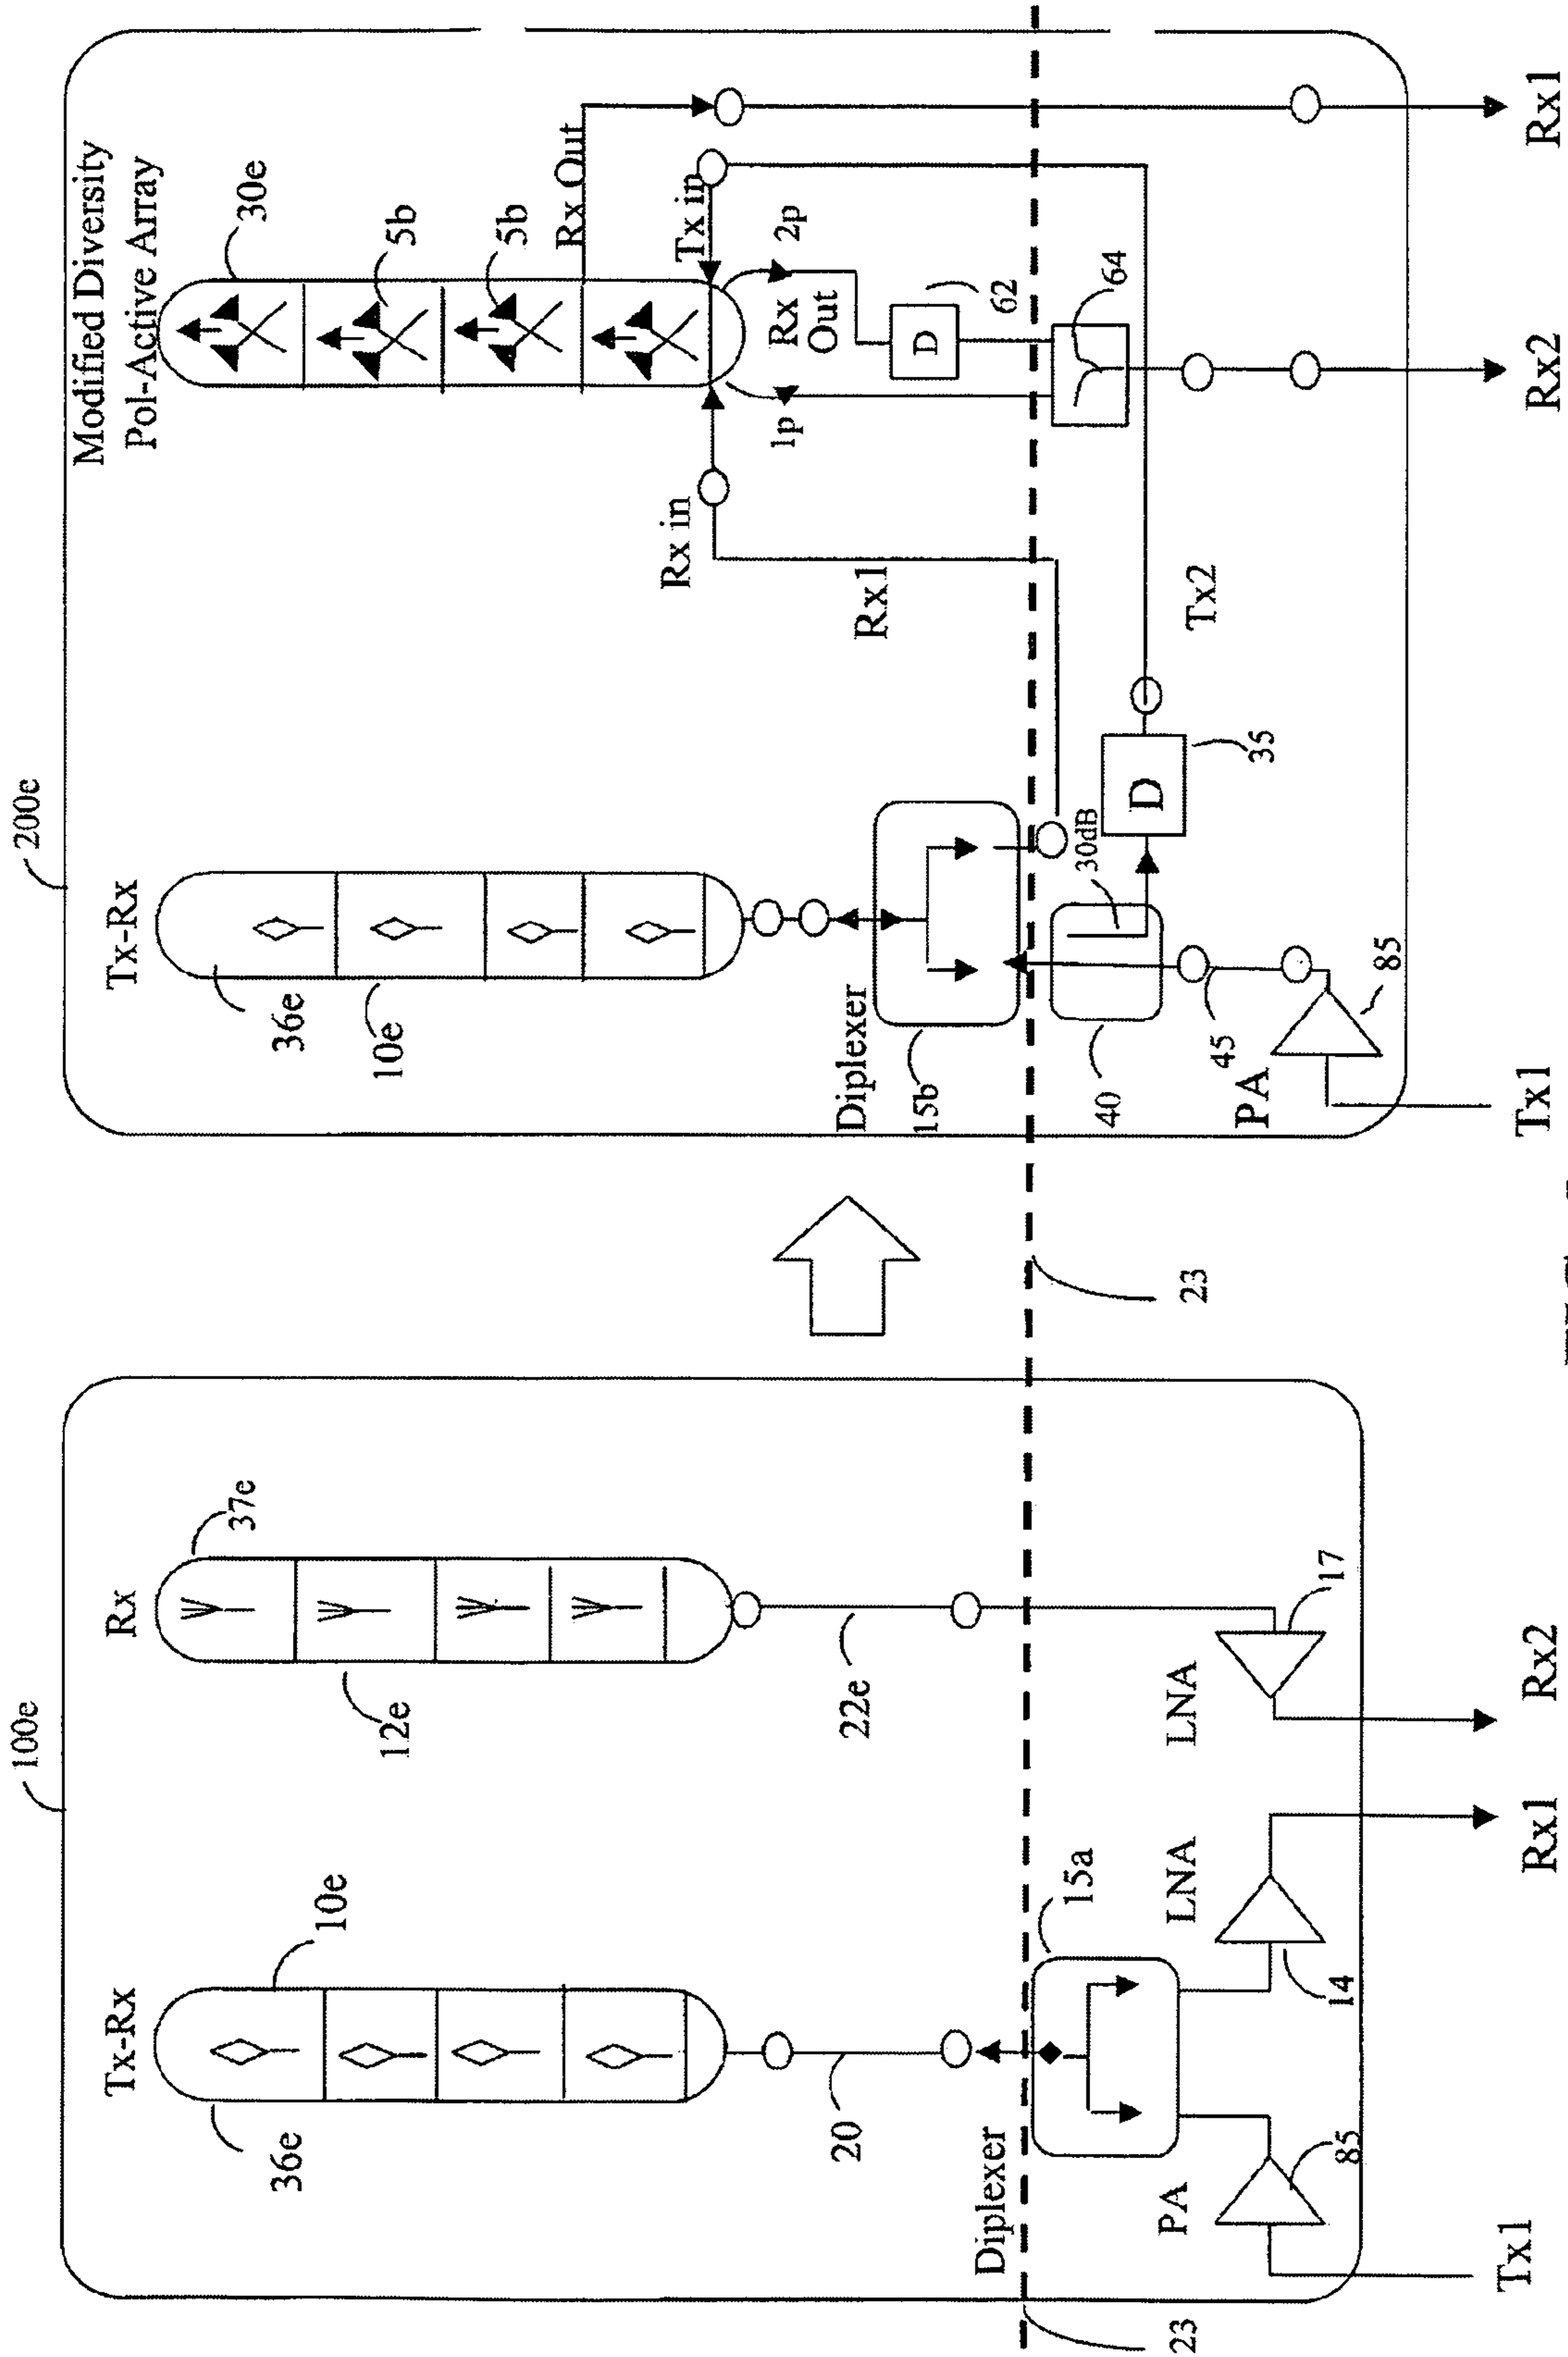 100e
Tx-Rx
Rx
36e
10e
12e
37e
20
22e
Diplexer
15a
23
PA
LNA
LNA
85
14
17
Tx1
Rx1
Rx2
23
200e
Tx-Rx
Modified Diversity
Pol-Active Array
36e
10e
30e
5b
5b
Rx Out
Rx in
Tx in
1p
Rx
Out
2p
Diplexer
15b
Rx1
D
62
64
40
30dB
D
35
Tx2
45
PA
85
Tx1
Rx2
Rx1